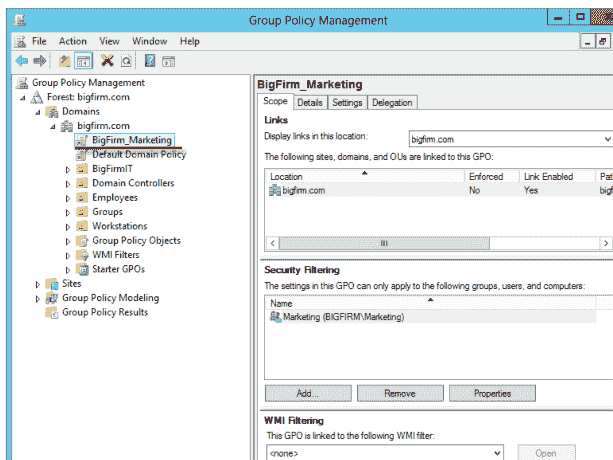 Group Policy Management
File Action View Window Help
Group Policy Management
Forest: bigfirm.com
Domains
bigfirm.com
BigFirm_Marketing
Default Domain Policy
BigFirmIT
Domain Controllers
Employees
Groups
Workstations
Group Policy Objects
WMI Filters
Starter GPOs
Sites
Group Policy Modeling
Group Policy Results
BigFirm_Marketing
Scope Details Settings Delegation
Links
Display links in this location: bigfirm.com
The following sites, domains, and OUs are linked to this GPO:
Location Enforced Link Enabled Pat
bigfirm.com No Yes bigf
Security Filtering
The settings in this GPO can only apply to the following groups, users, and computers:
Name
Marketing (BIGFIRM\Marketing)
Add... Remove Properties
WMI Filtering
This GPO is linked to the following WMI filter:
<none> Open